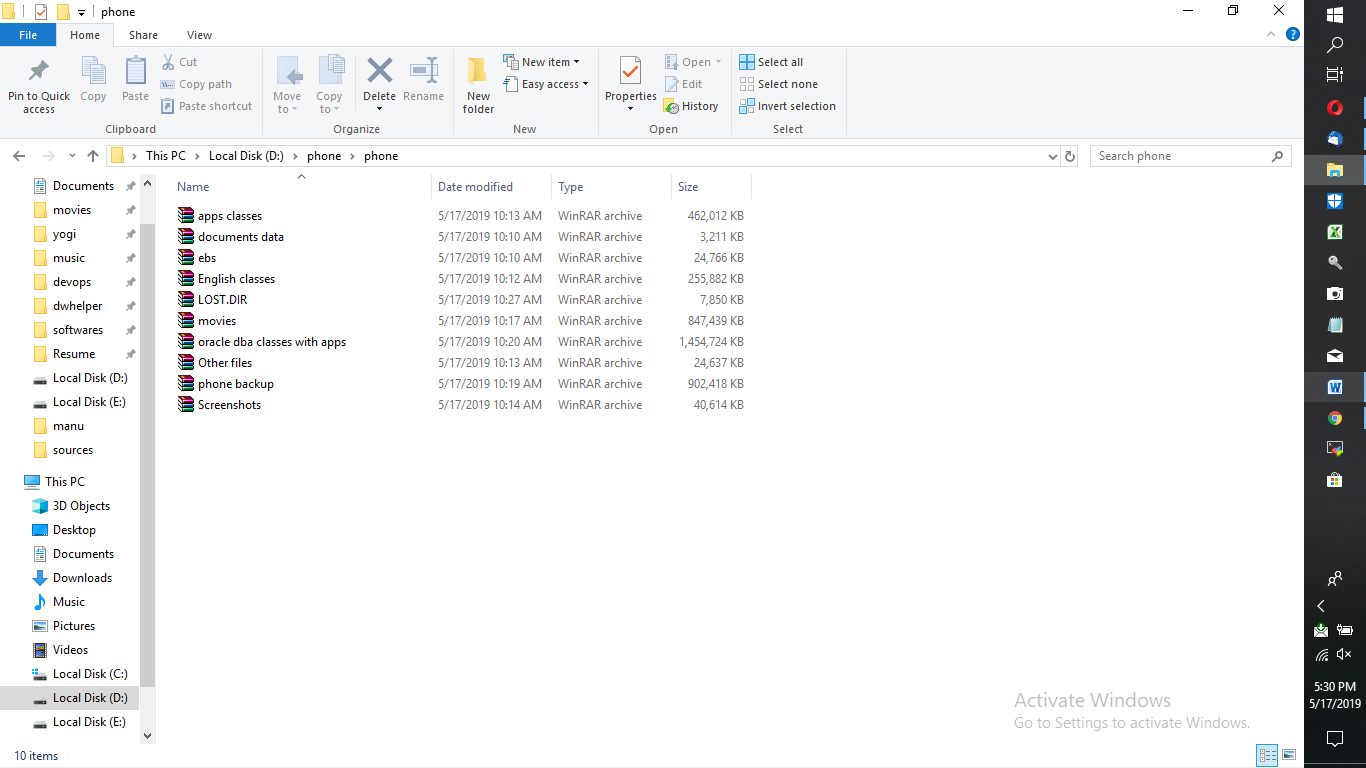 phone
File Home Share View
Pin to Quick access
Copy
Paste
Cut
Copy path
Paste shortcut
Clipboard
Move to
Copy to
Delete
Rename
Organize
New folder
New item
Easy access
New
Properties
Open
Edit
History
Open
Select all
Select none
Invert selection
Select
This PC > Local Disk (D:) > phone > phone
Search phone
Documents
movies
yogi
music
devops
dwhelper
softwares
Resume
Local Disk (D:)
Local Disk (E:)
manu
sources
This PC
3D Objects
Desktop
Documents
Downloads
Music
Pictures
Videos
Local Disk (C:)
Local Disk (D:)
Local Disk (E:)
Name Date modified Type Size
apps classes 5/17/2019 10:13 AM WinRAR archive 462,012 KB
documents data 5/17/2019 10:10 AM WinRAR archive 3,211 KB
ebs 5/17/2019 10:10 AM WinRAR archive 24,766 KB
English classes 5/17/2019 10:12 AM WinRAR archive 255,882 KB
LOST.DIR 5/17/2019 10:27 AM WinRAR archive 7,850 KB
movies 5/17/2019 10:17 AM WinRAR archive 847,439 KB
oracle dba classes with apps 5/17/2019 10:20 AM WinRAR archive 1,454,724 KB
Other files 5/17/2019 10:13 AM WinRAR archive 24,637 KB
phone backup 5/17/2019 10:19 AM WinRAR archive 902,418 KB
Screenshots 5/17/2019 10:14 AM WinRAR archive 40,614 KB
Activate Windows
Go to Settings to activate Windows.
10 items
5:30 PM
5/17/2019